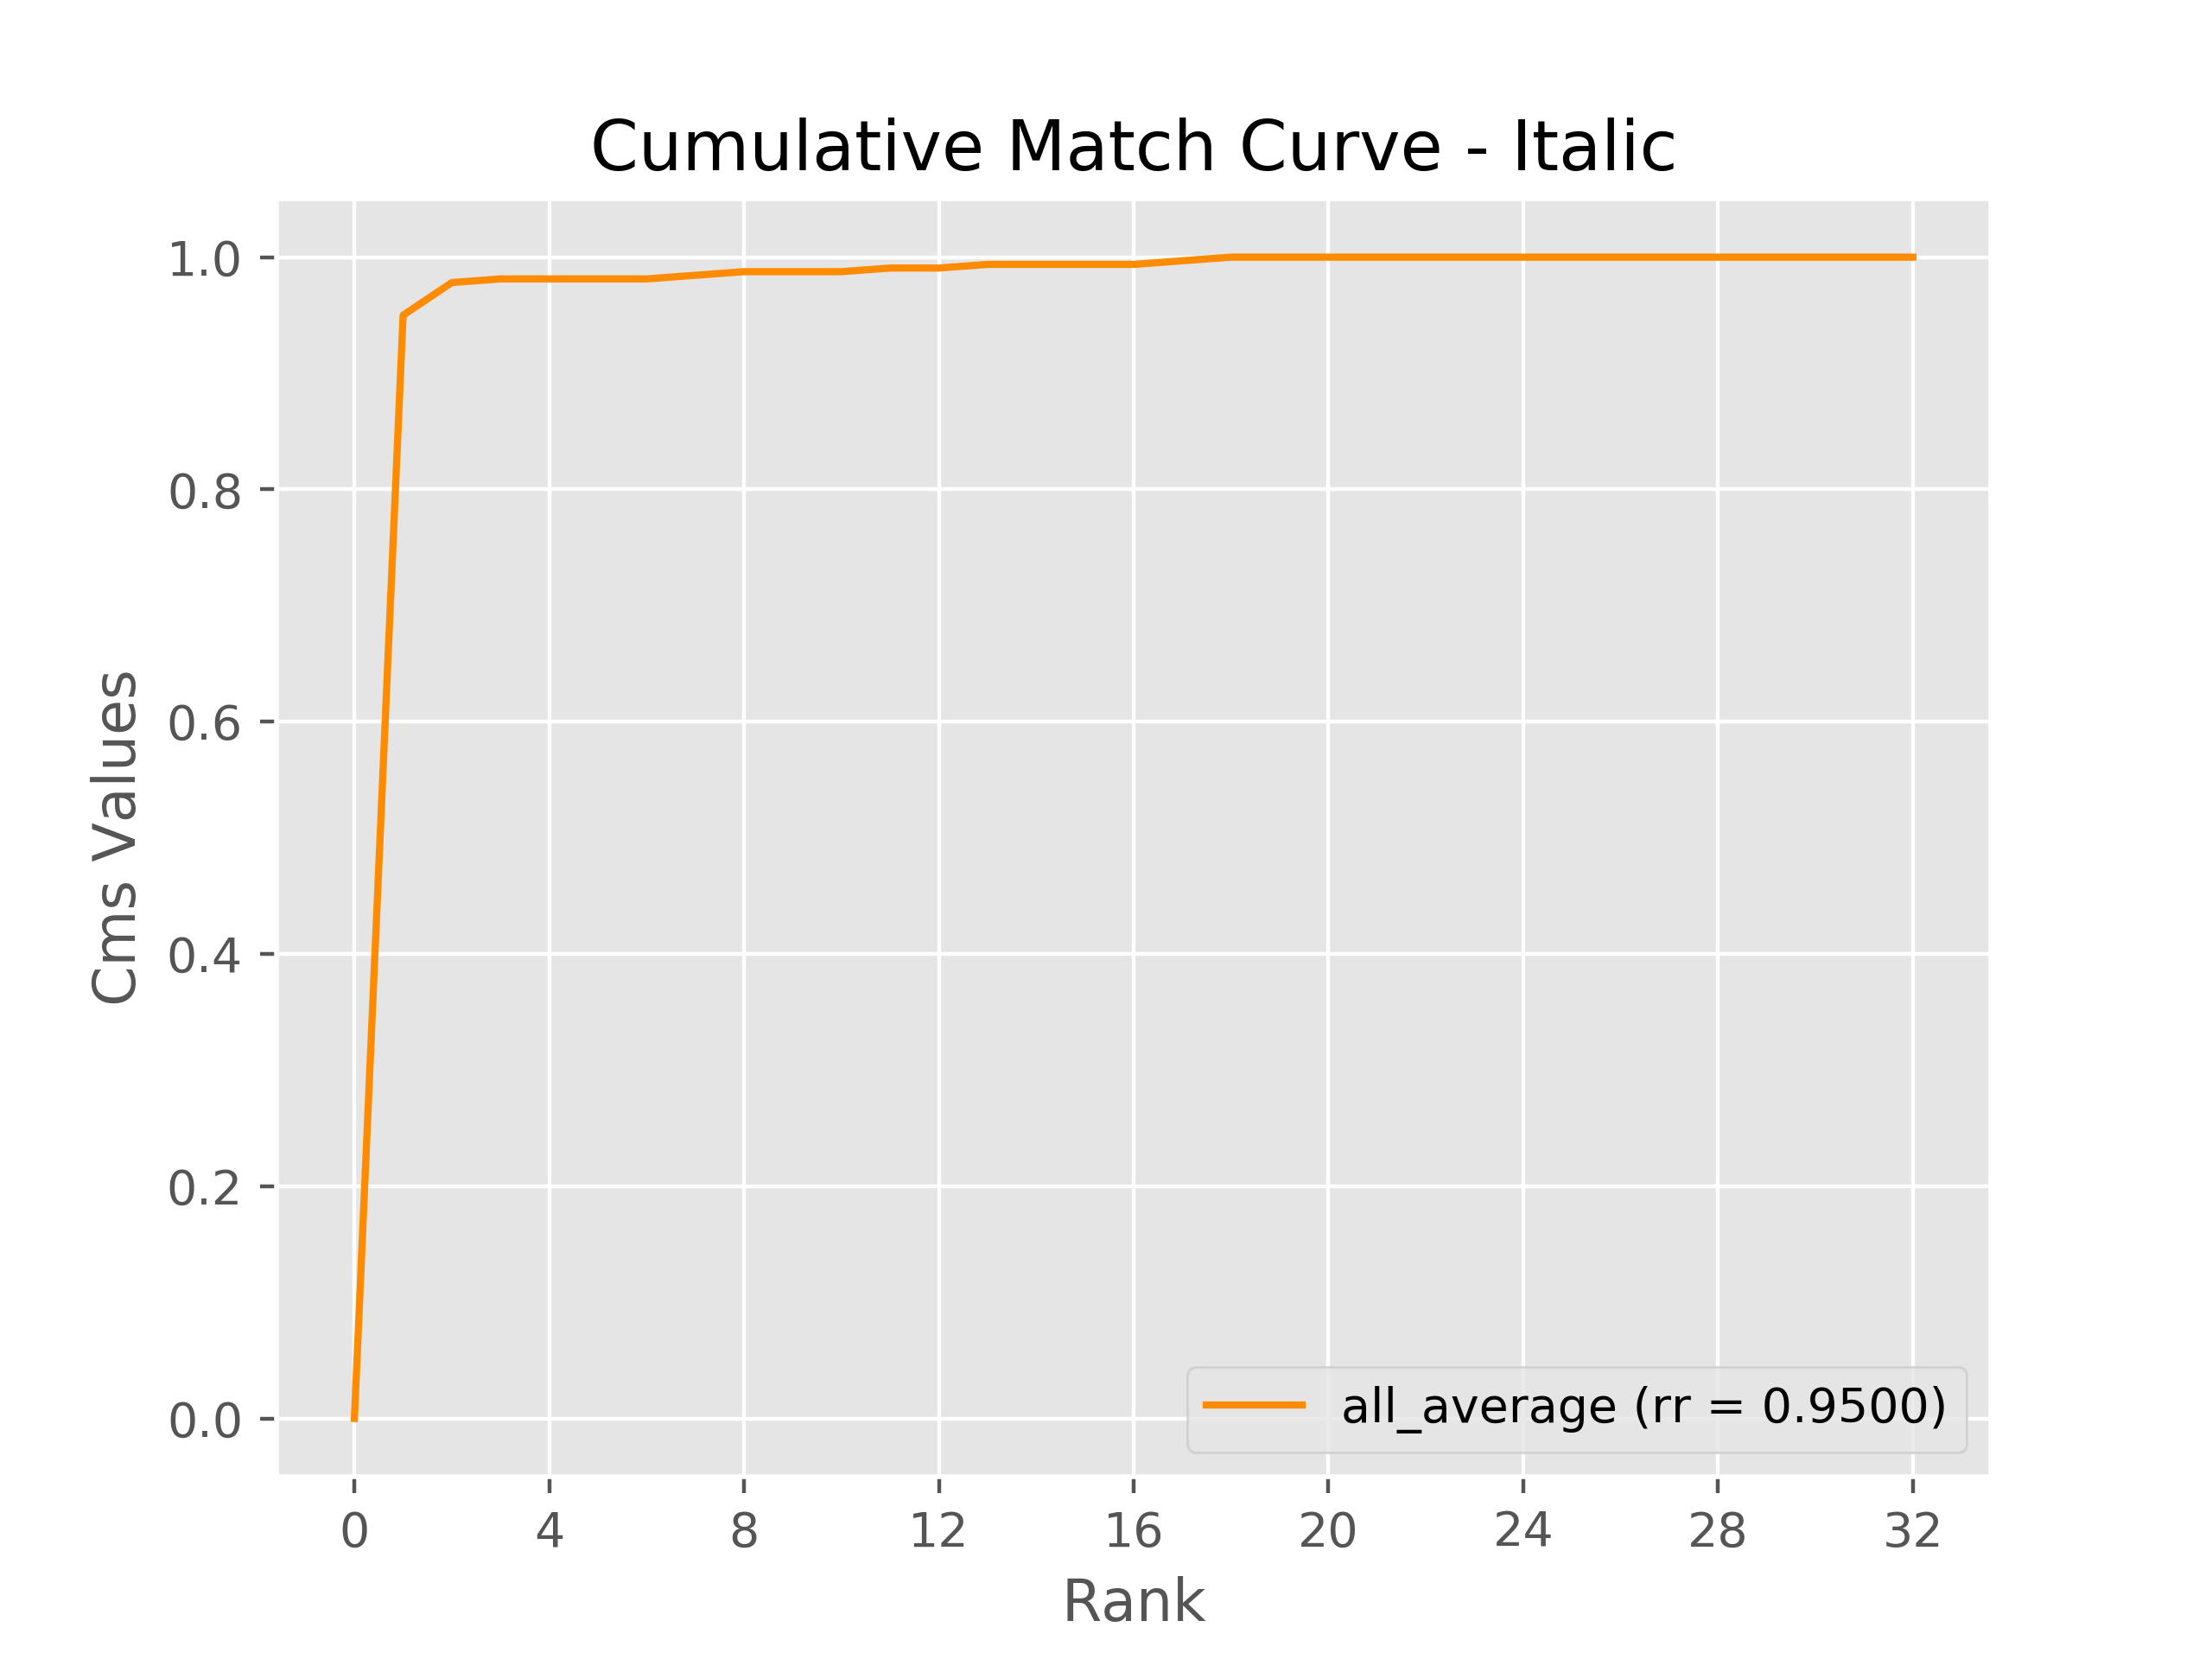 Cumulative Match Curve - Italic
1.0
0.8
0.6
0.4
0.2
0.0
Cms Values
all_average (rr = 0.9500)
0 4 8 12 16 20 24 28 32
Rank